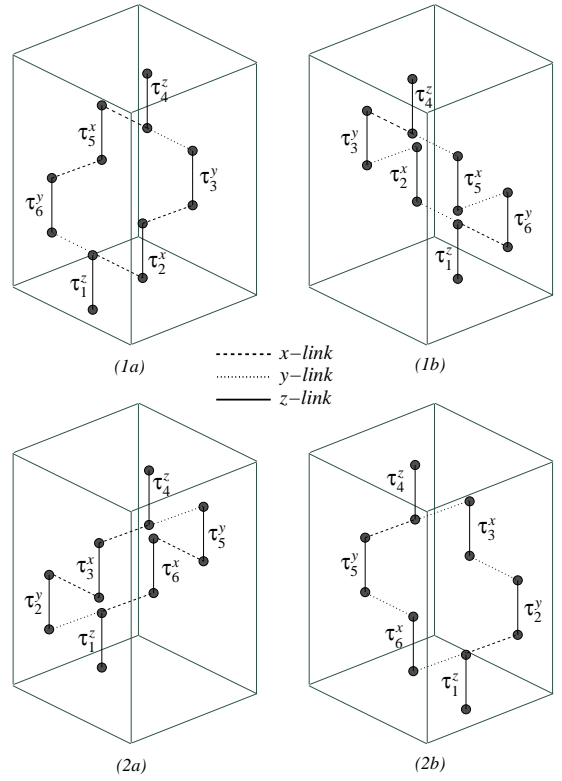 τ₄ᶻ
τ₅ˣ
τ₃ʸ
τ₆ʸ
τ₂ˣ
τ₁ᶻ
(1a)
τ₄ᶻ
τ₃ʸ
τ₂ˣ
τ₅ˣ
τ₆ʸ
τ₁ᶻ
(1b)
x−link
y−link
z−link
τ₄ᶻ
τ₅ʸ
τ₃ˣ
τ₆ˣ
τ₂ʸ
τ₁ᶻ
(2a)
τ₄ᶻ
τ₃ˣ
τ₅ʸ
τ₂ʸ
τ₆ˣ
τ₁ᶻ
(2b)